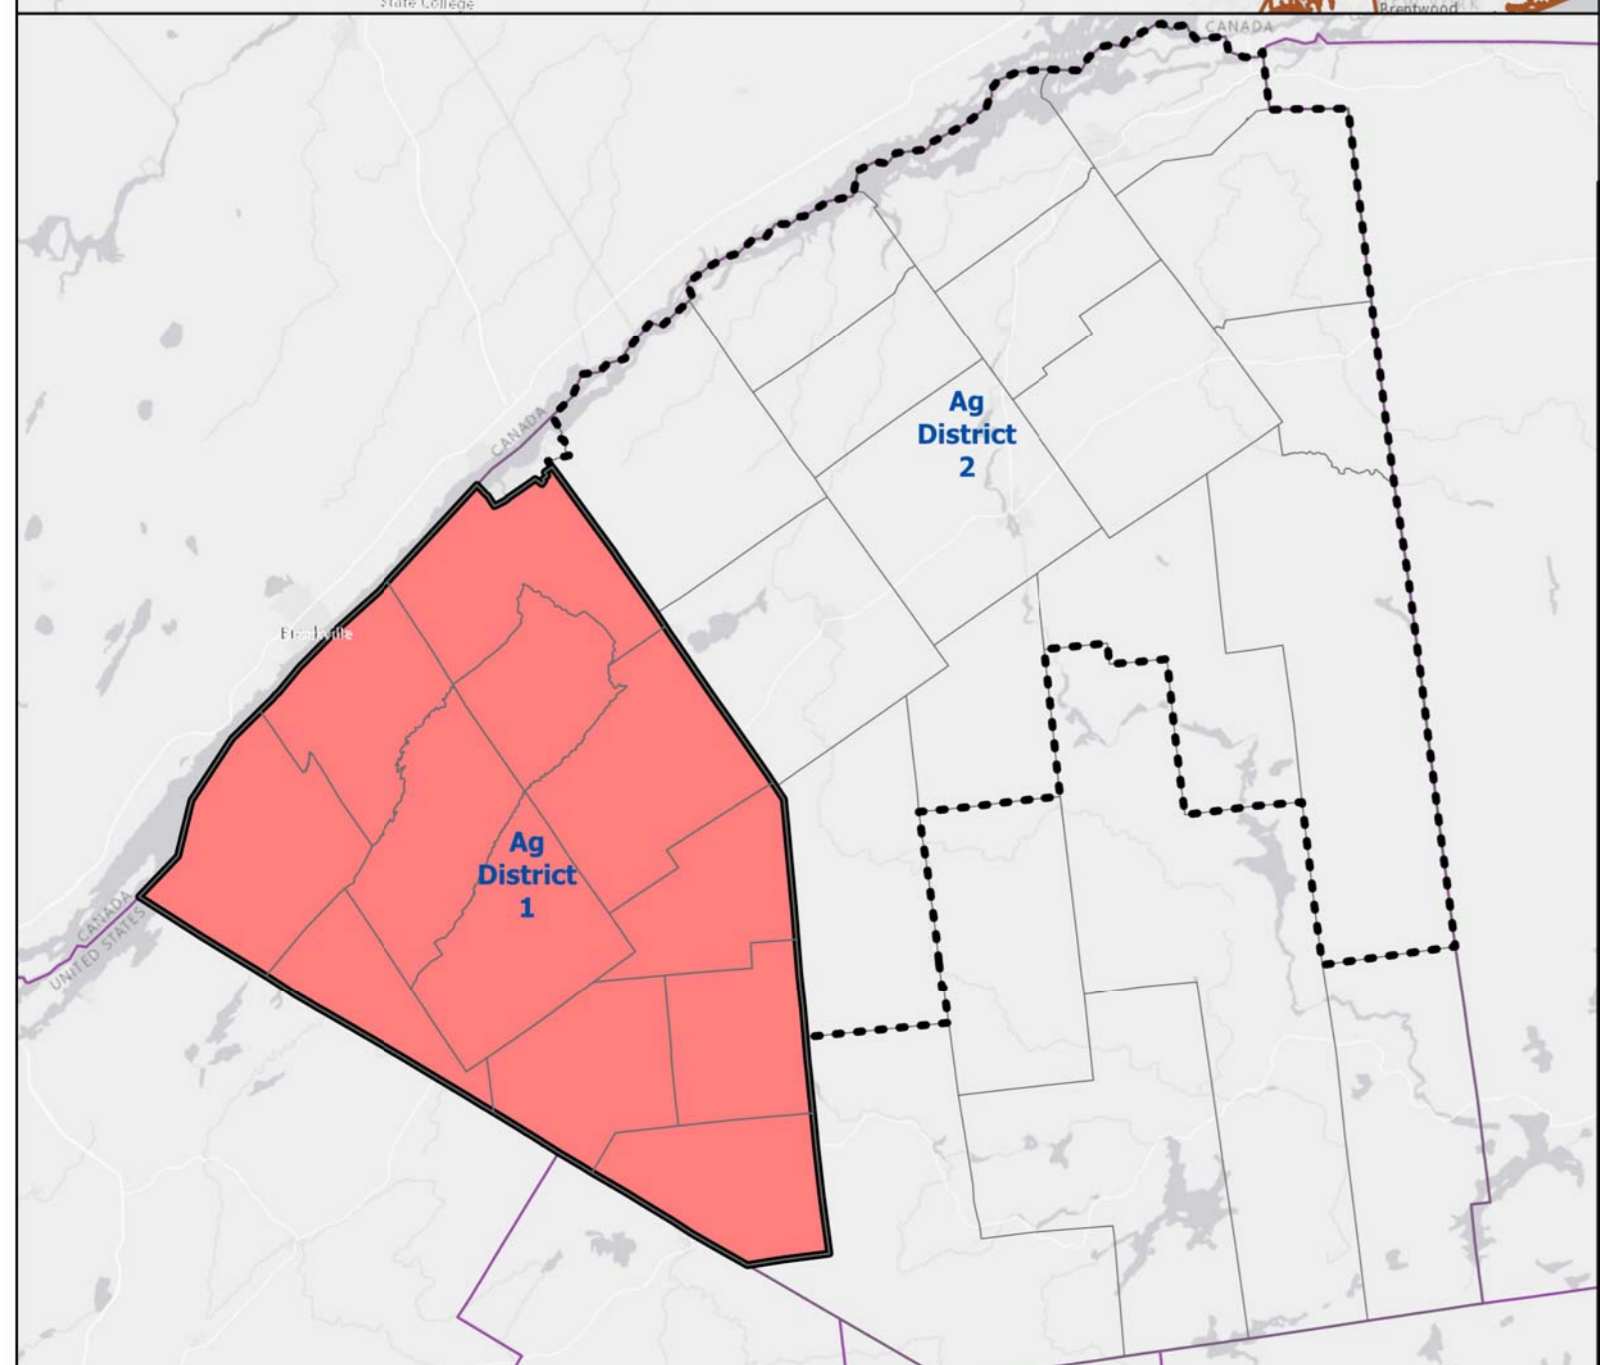 State College
Brentwood
CANADA
CANADA
Ag
District
2
Brockville
Ag
District
1
CANADA
UNITED STATES